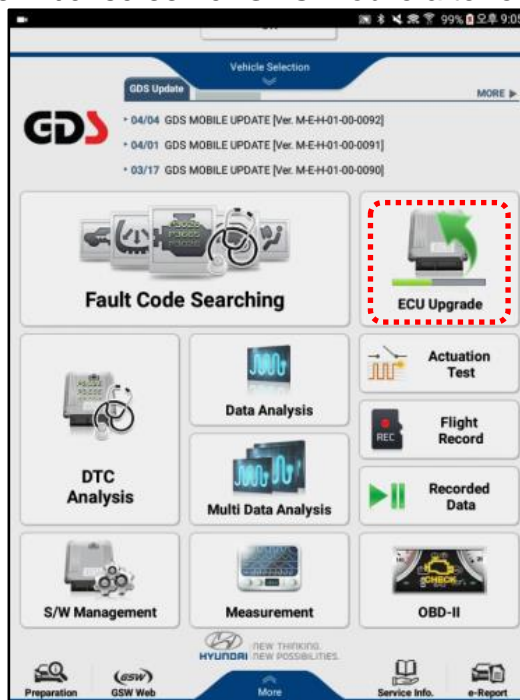 99% 오후 9:05
Vehicle Selection
GDS Update
MORE ▶
GDS
• 04/04 GDS MOBILE UPDATE [Ver. M-E-H-01-00-0092]
• 04/01 GDS MOBILE UPDATE [Ver. M-E-H-01-00-0091]
• 03/17 GDS MOBILE UPDATE [Ver. M-E-H-01-00-0090]
Fault Code Searching
ECU Upgrade
DTC
Analysis
Data Analysis
Multi Data Analysis
Actuation
Test
REC
Flight
Record
Recorded
Data
S/W Management
Measurement
CHECK
OBD-II
HYUNDAI
NEW THINKING.
NEW POSSIBILITIES.
Preparation
GSW
GSW Web
More
Service Info.
e-Report